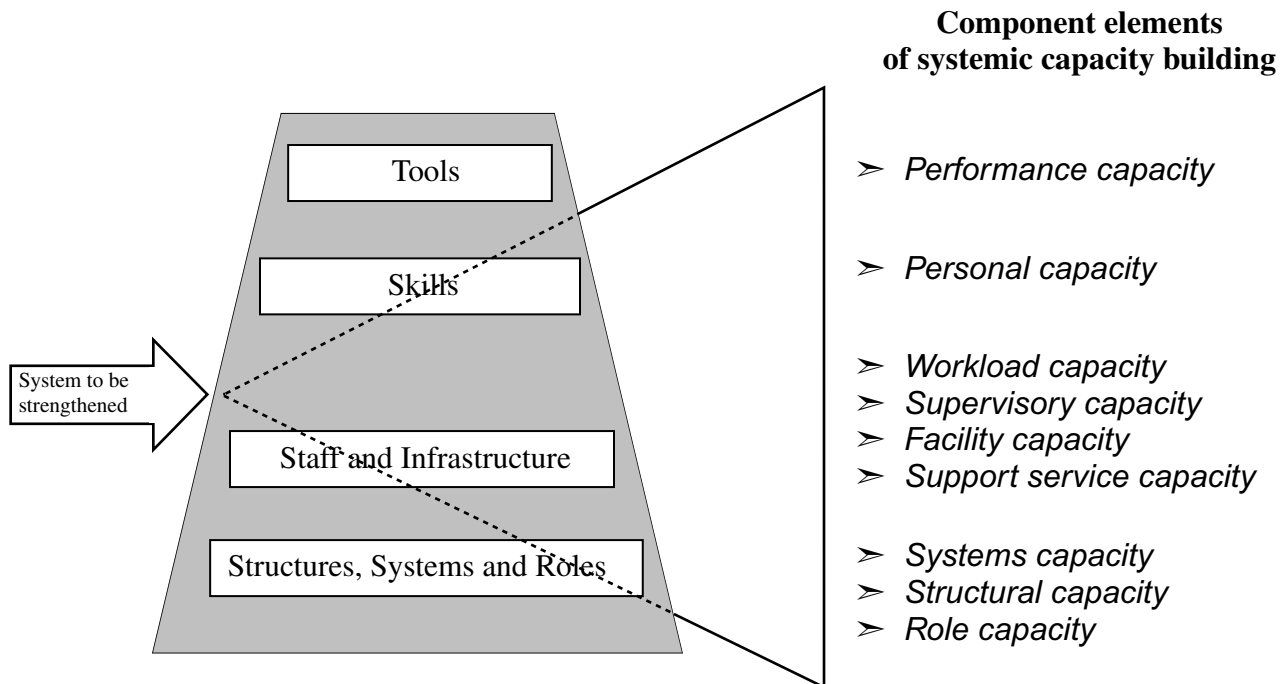 Component elements
of systemic capacity building
Tools
➢ Performance capacity
Skills
➢ Personal capacity
System to be
strengthened
➢ Workload capacity
➢ Supervisory capacity
➢ Facility capacity
➢ Support service capacity
Staff and Infrastructure
Structures, Systems and Roles
➢ Systems capacity
➢ Structural capacity
➢ Role capacity